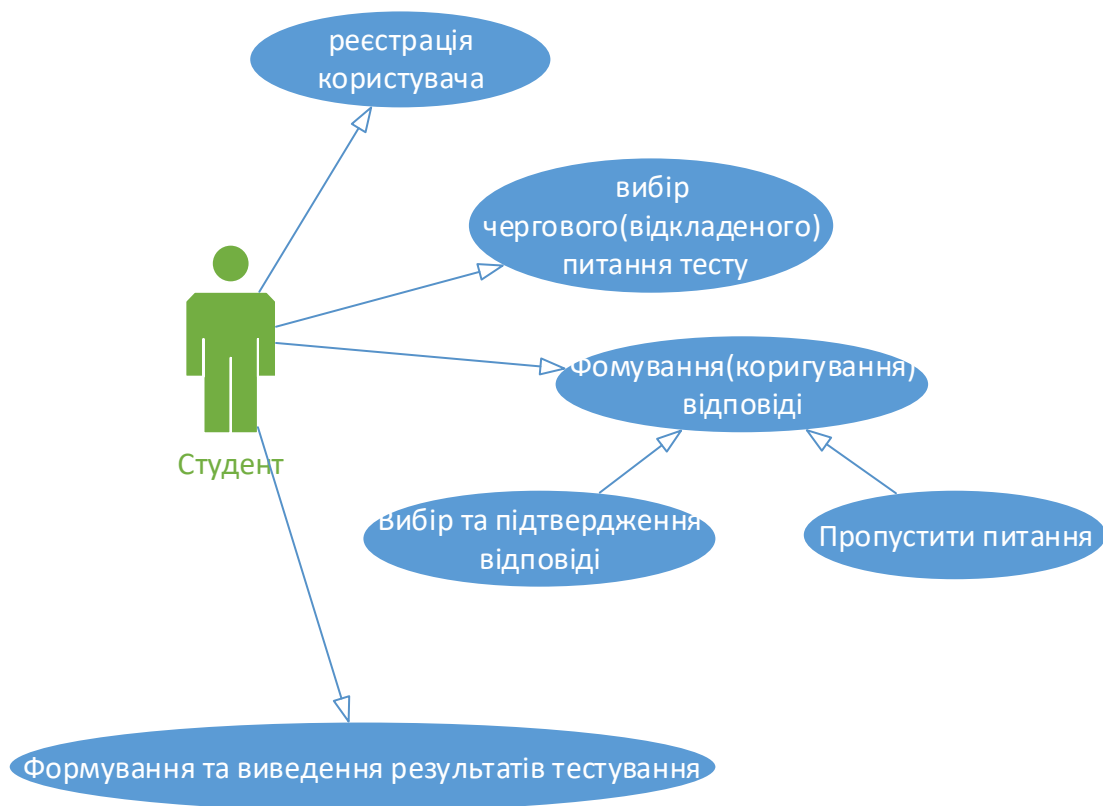 реєстрація
користувача
вибір
чергового(відкладеного)
питання тесту
Фомування(коригування)
відповіді
Студент
Вибір та підтвердження
відповіді
Пропустити питання
Формування та виведення результатів тестування